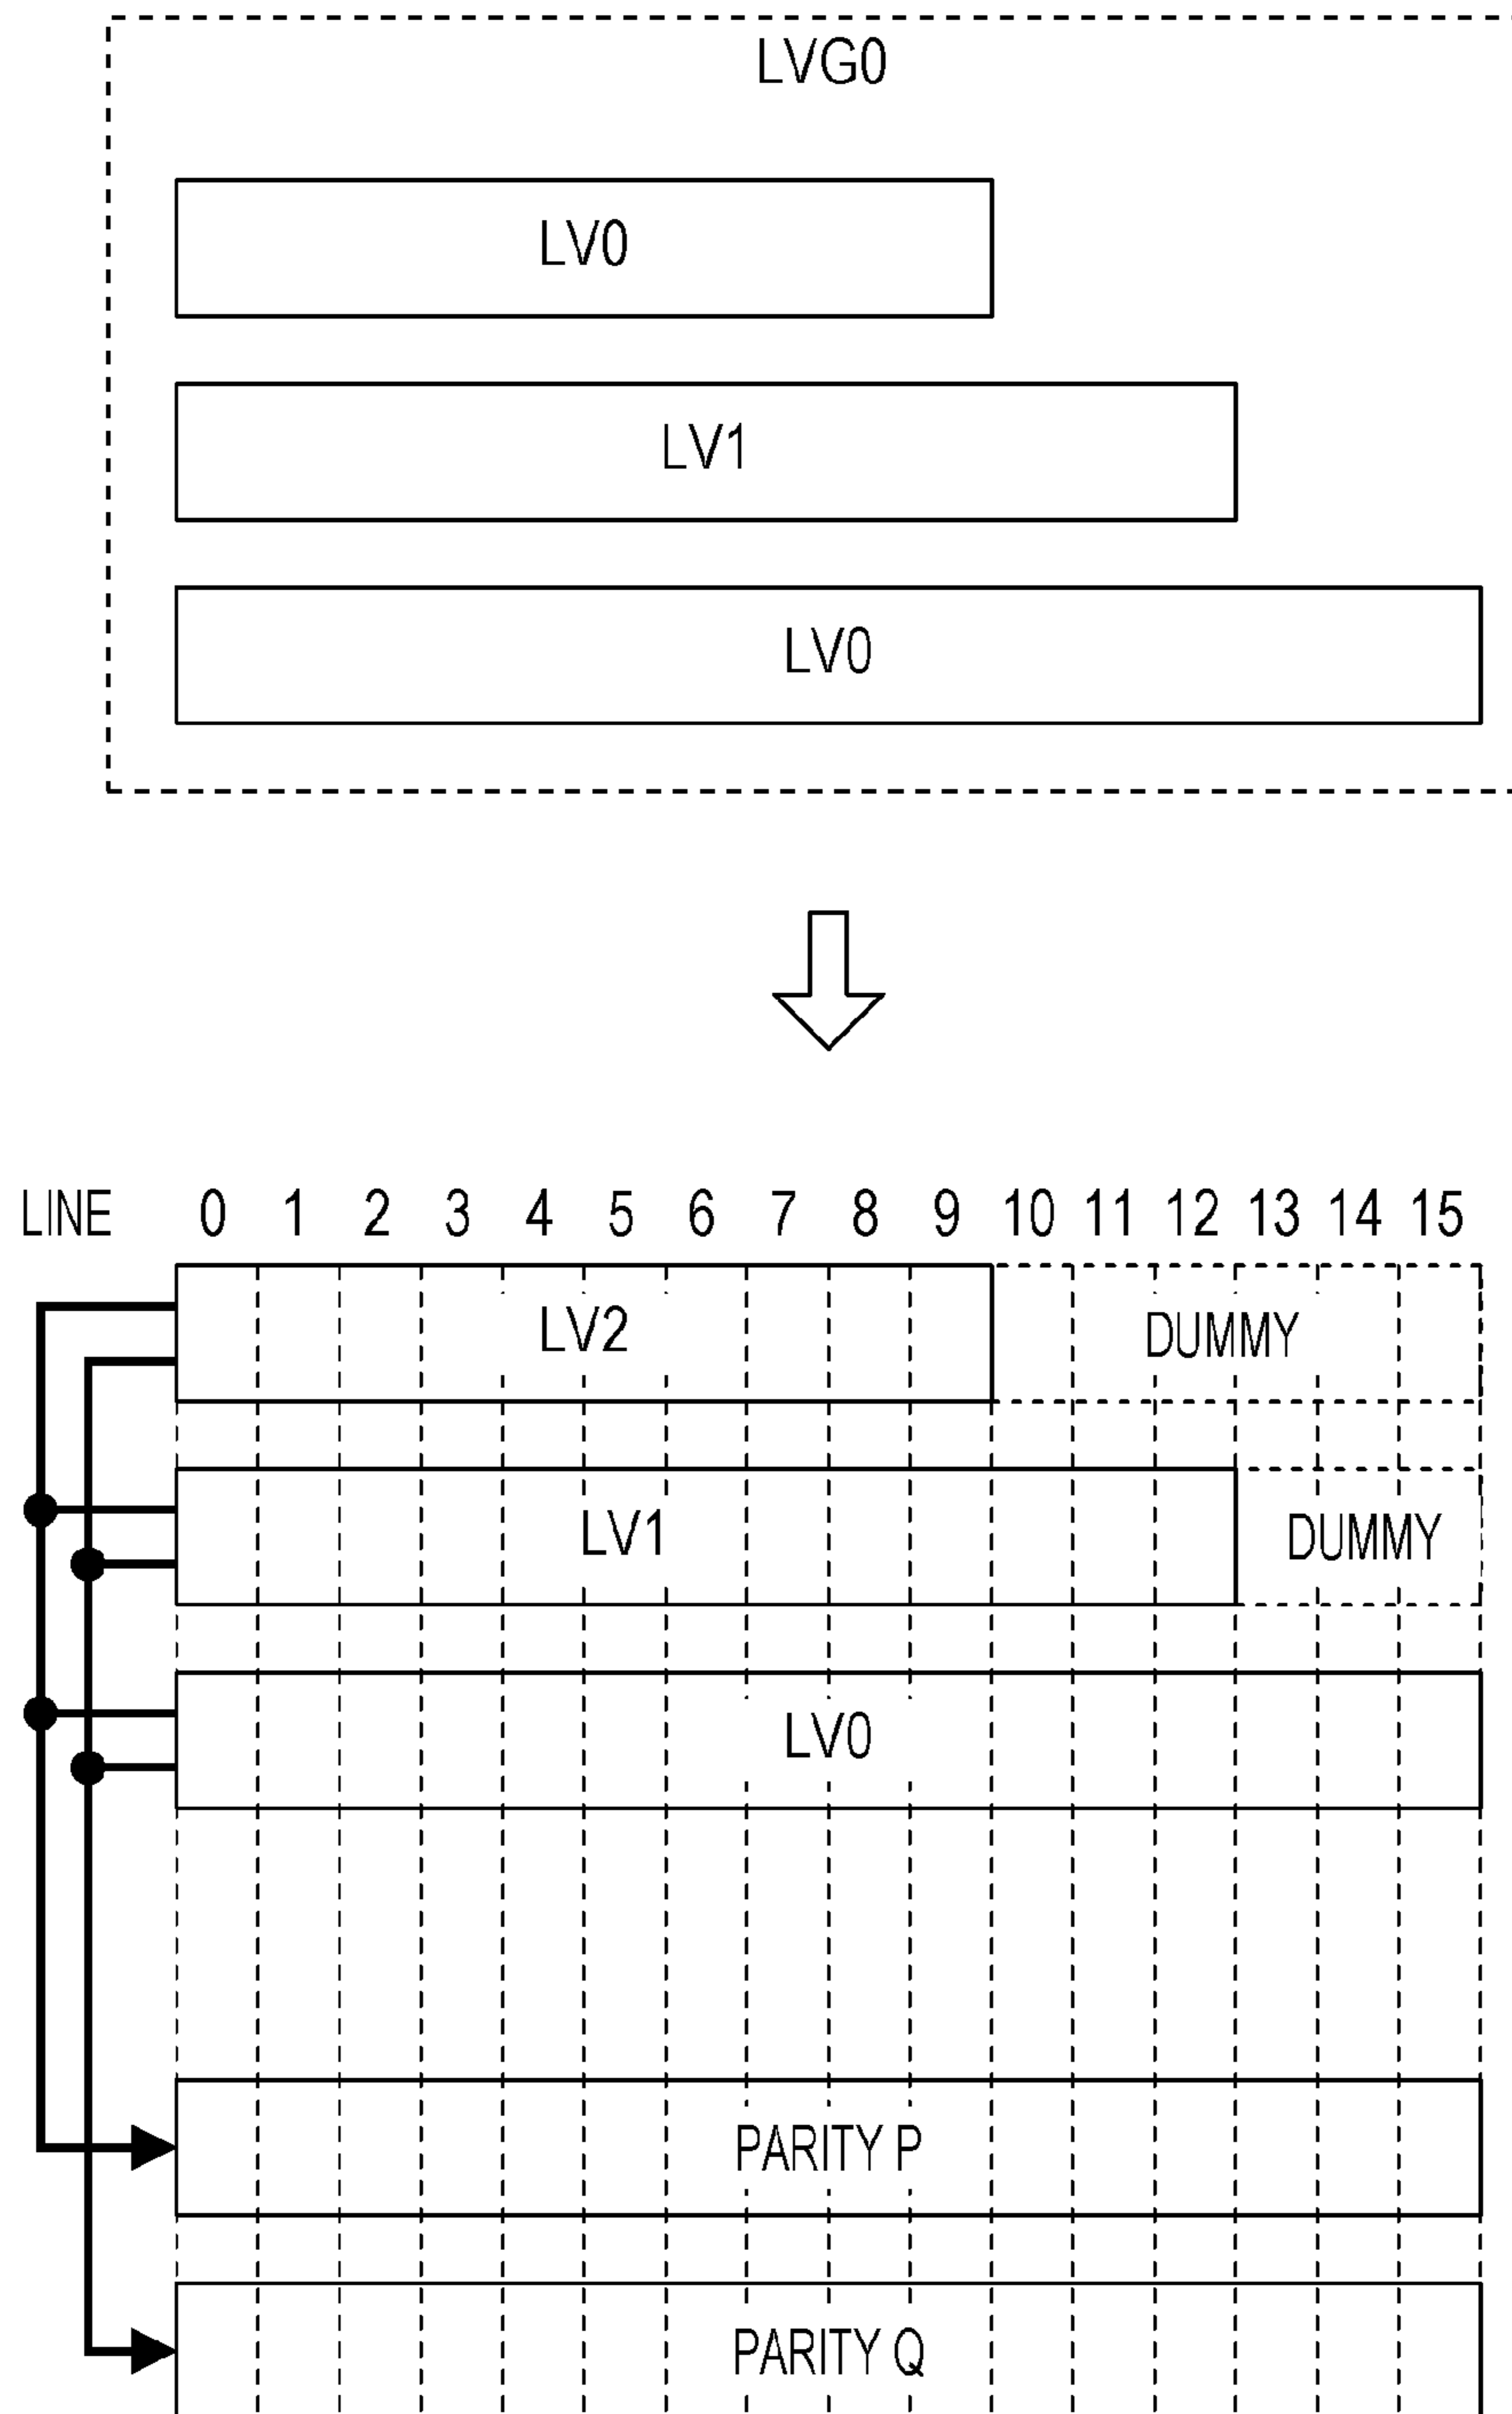 LVG0
LV0
LV1
LV0
LINE 0 1 2 3 4 5 6 7 8 9 10 11 12 13 14 15
LV2 DUMMY
LV1 DUMMY
LV0
PARITY P
PARITY Q